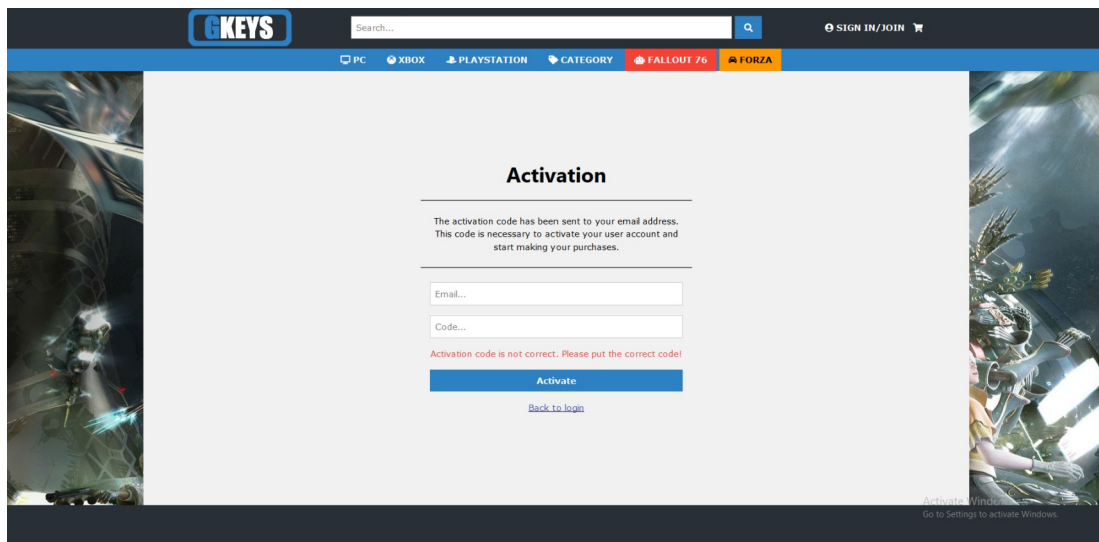 GKEYS
Search...
SIGN IN/JOIN
PC XBOX PLAYSTATION CATEGORY FALLOUT 76 FORZA
Activation
The activation code has been sent to your email address.
This code is necessary to activate your user account and
start making your purchases.
Email...
Code...
Activation code is not correct. Please put the correct code!
Activate
Back to login
Activate Windows
Go to Settings to activate Windows.